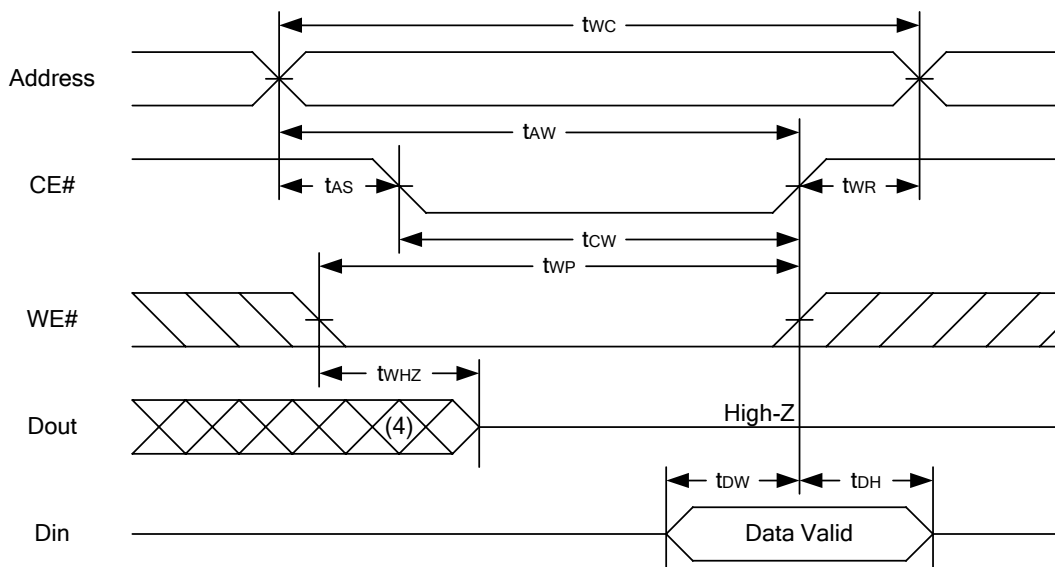 tWC
Address
tAW
CE#
tAS
tWR
tCW
tWP
WE#
tWHZ
Dout
(4)
High-Z
tDW
tDH
Din
Data Valid